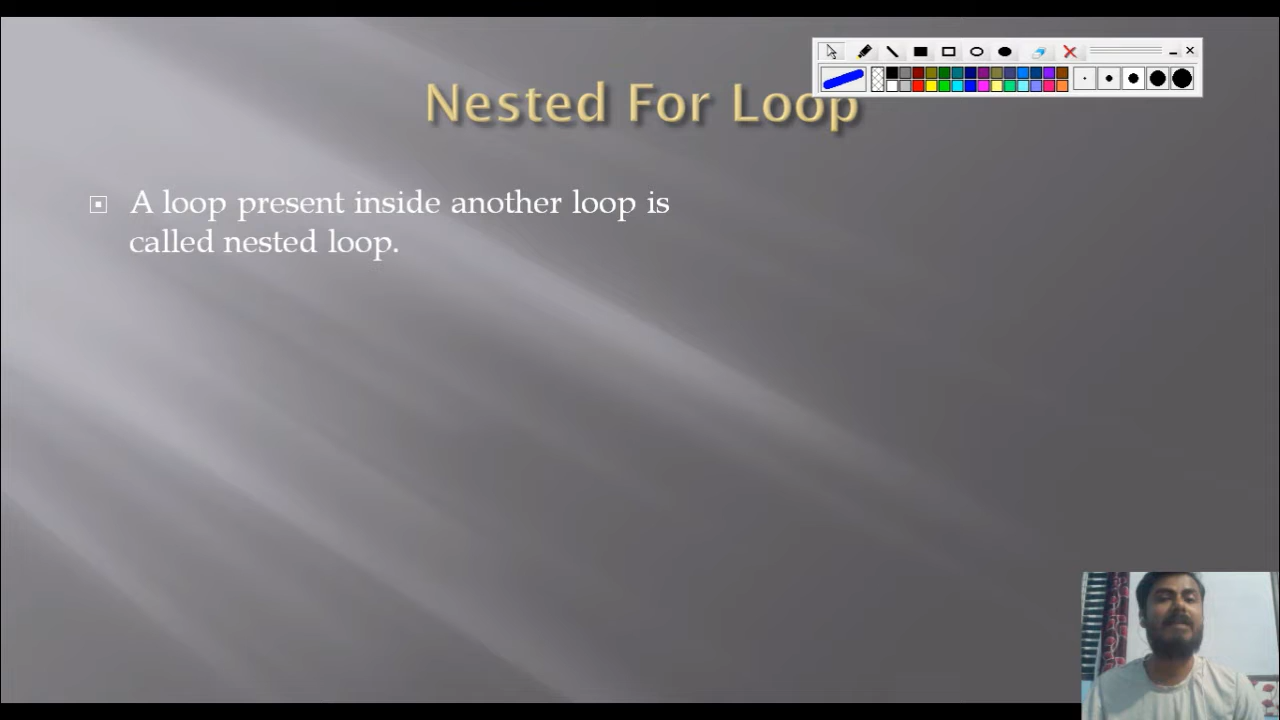 Nested For Loop
A loop present inside another loop is
called nested loop.